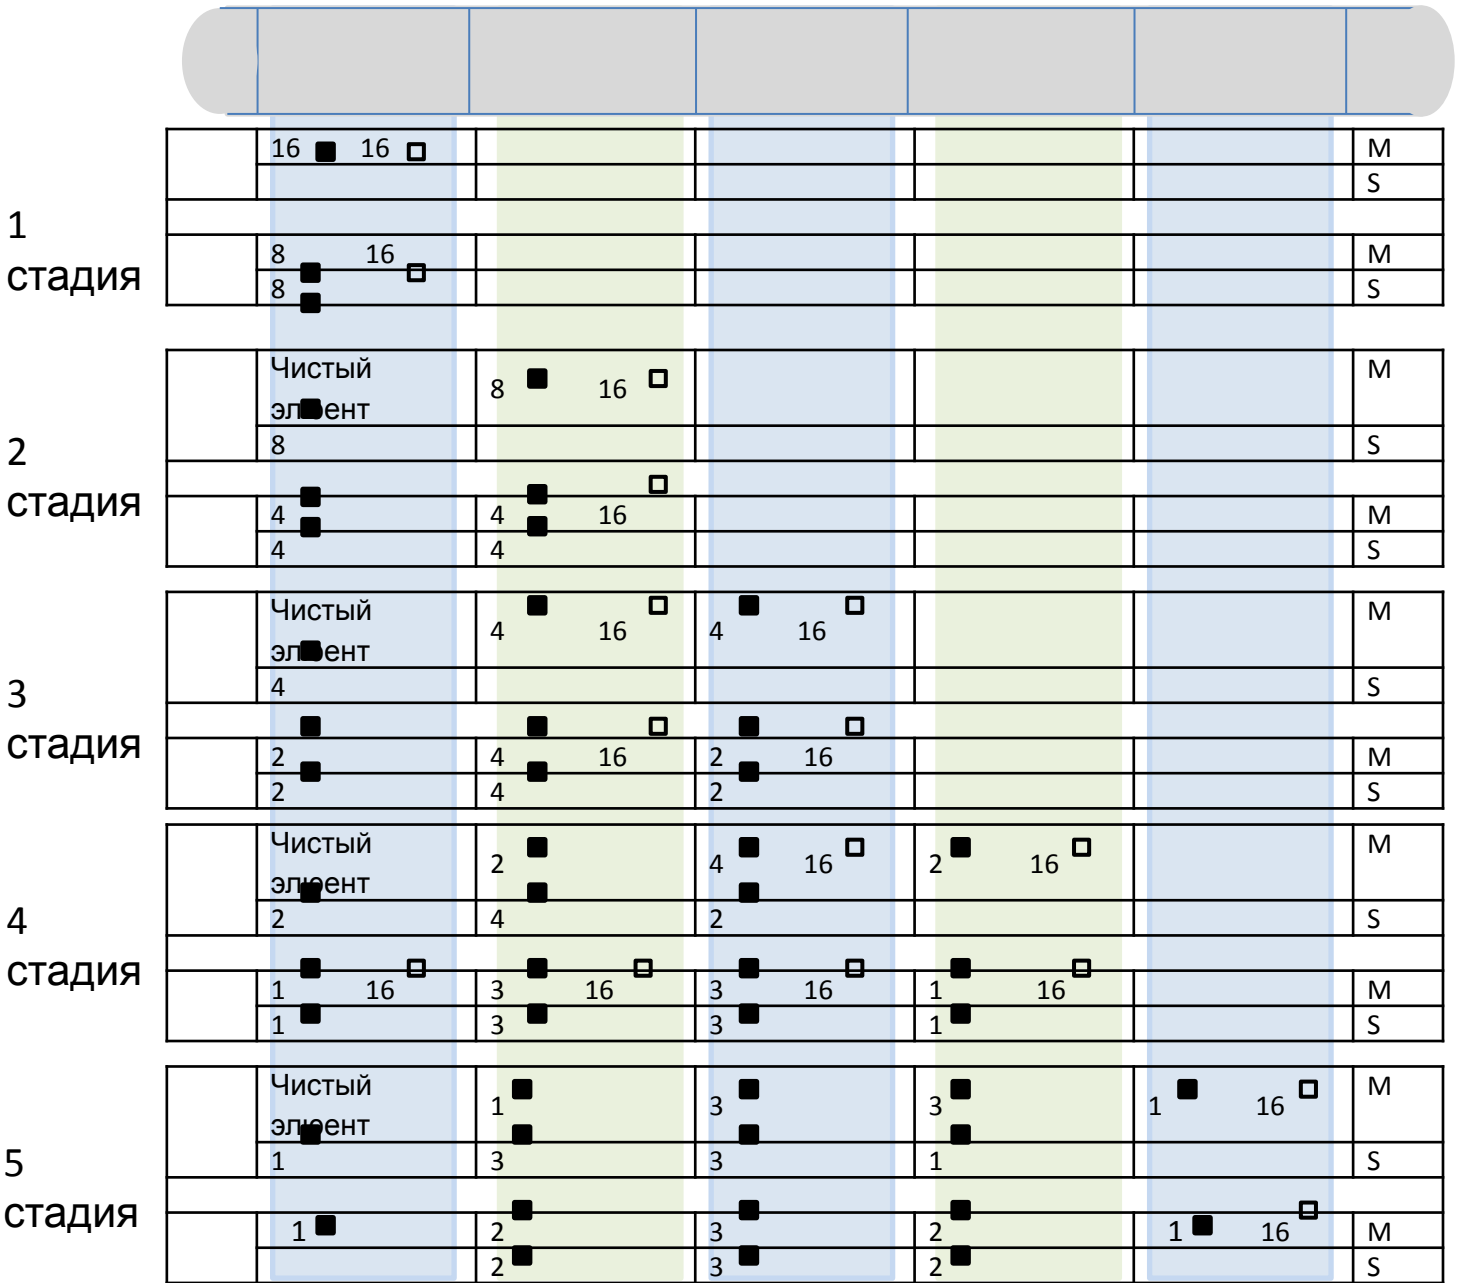 16 16 M
S
1
стадия
8 16 M
8 S
Чистый
элюент 8 16 M
8 S
2
стадия
4 4 16 M
4 4 S
Чистый
элюент 4 16 4 16 M
4 S
3
стадия
2 4 16 2 16 M
2 4 2 S
Чистый
элюент 2 4 16 2 16 M
2 4 2 S
4
стадия
1 16 3 16 3 16 1 16 M
1 3 3 1 S
Чистый
элюент 1 3 3 1 16 M
1 3 3 1 S
5
стадия
1 2 3 2 1 16 M
2 3 2 S